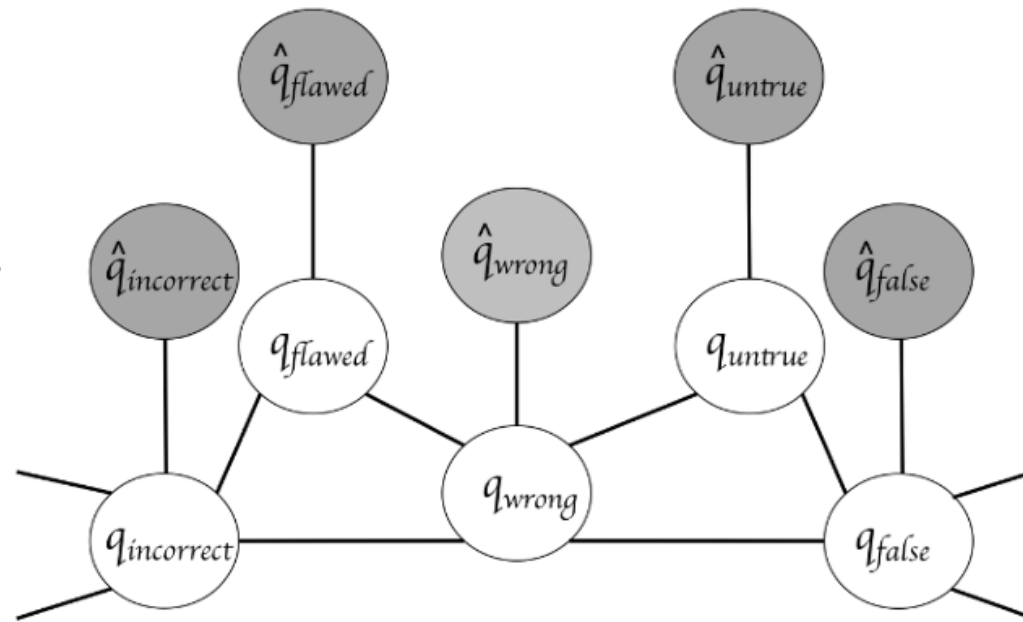 q̂flawed
q̂untrue
q̂incorrect
q̂wrong
q̂false
qflawed
quntrue
qwrong
qincorrect
qfalse